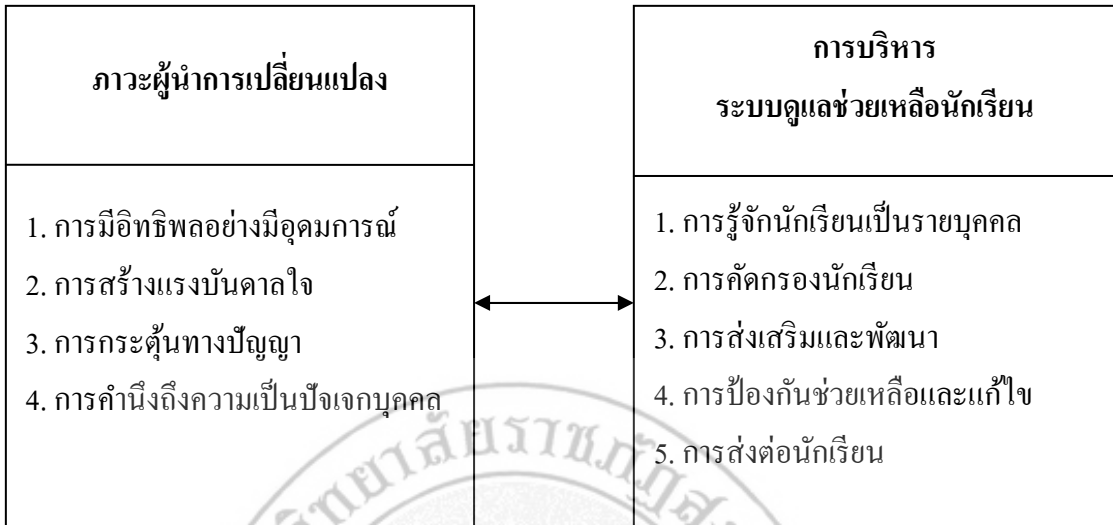 ภาวะผู้นำการเปลี่ยนแปลง
1. การมีอิทธิพลอย่างมีอุดมการณ์
2. การสร้างแรงบันดาลใจ
3. การกระตุ้นทางปัญญา
4. การคำนึงถึงความเป็นปัจเจกบุคคล
การบริหาร
ระบบดูแลช่วยเหลือนักเรียน
1. การรู้จักนักเรียนเป็นรายบุคคล
2. การคัดกรองนักเรียน
3. การส่งเสริมและพัฒนา
4. การป้องกันช่วยเหลือและแก้ไข
5. การส่งต่อนักเรียน